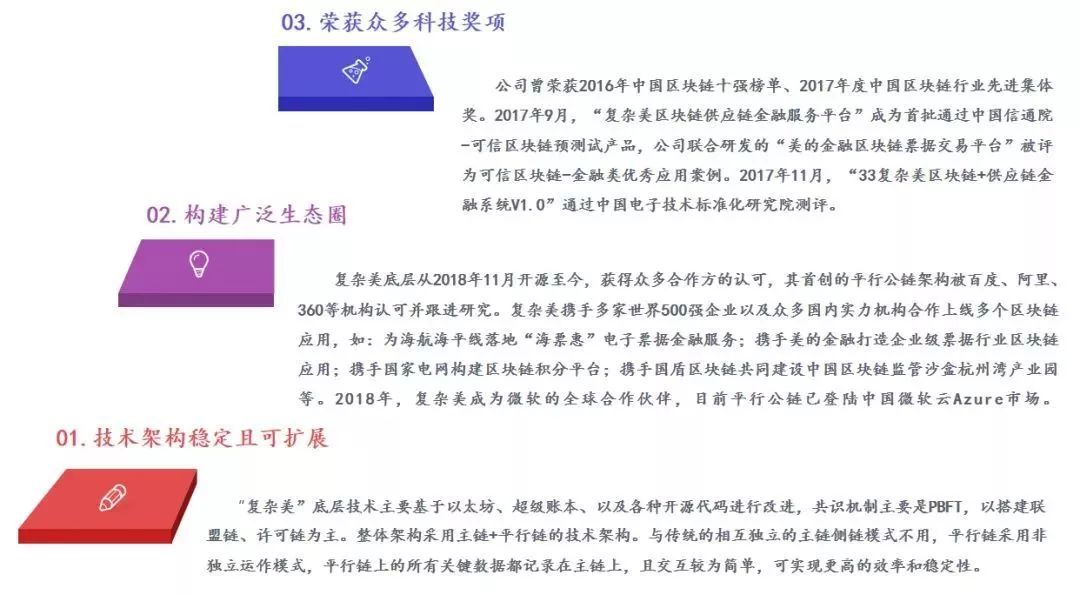 03.荣获众多科技奖项
公司曾荣获2016年中国区块链十强榜单、2017年度中国区块链行业先进集体
奖。2017年9月，“复杂美区块链供应链金融服务平台”成为首批通过中国信通院
-可信区块链预测试产品，公司联合研发的“美的金融区块链票据交易平台”被评
为可信区块链-金融类优秀应用案例。2017年11月，“33复杂美区块链+供应链金
融系统V1.0”通过中国电子技术标准化研究院测评。
02.构建广泛生态圈
复杂美底层从2018年11月开源至今，获得众多合作方的认可，其首创的平行公链架构被百度、阿里、
360等机构认可并跟进研究。复杂美携手多家世界500强企业以及众多国内实力机构合作上线多个区块链
应用，如：为海航海平线落地“海票惠”电子票据金融服务；携手美的金融打造企业级票据行业区块链
应用；携手国家电网构建区块链积分平台；携手国盾区块链共同建设中国区块链监管沙盒杭州湾产业园
等。2018年，复杂美成为微软的全球合作伙伴，目前平行公链已登陆中国微软云Azure市场。
01.技术架构稳定且可扩展
“复杂美”底层技术主要基于以太坊、超级账本、以及各种开源代码进行改进，共识机制主要是PBFT，以搭建联
盟链、许可链为主。整体架构采用主链+平行链的技术架构。与传统的相互独立的主链侧链模式不用，平行链采用非
独立运作模式，平行链上的所有关键数据都记录在主链上，且交互较为简单，可实现更高的效率和稳定性。